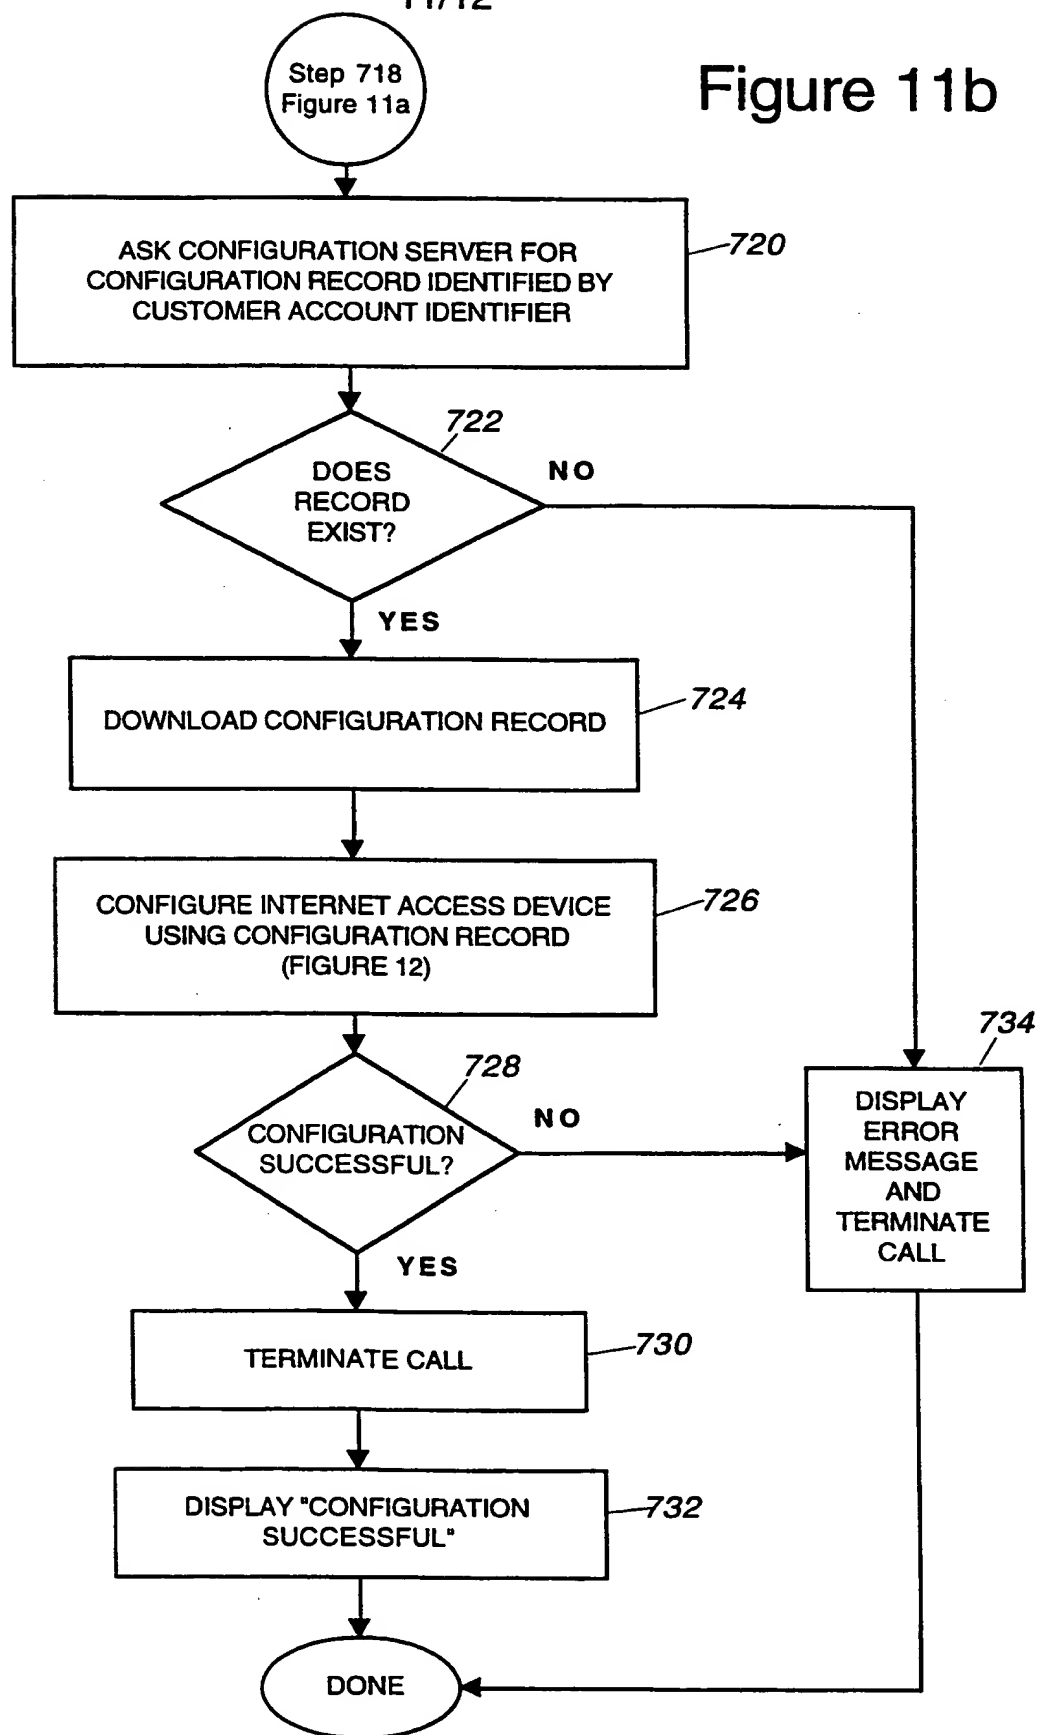 11/12
Step 718
Figure 11a
Figure 11b
ASK CONFIGURATION SERVER FOR
CONFIGURATION RECORD IDENTIFIED BY
CUSTOMER ACCOUNT IDENTIFIER
720
722
DOES
RECORD
EXIST?
NO
YES
DOWNLOAD CONFIGURATION RECORD
724
CONFIGURE INTERNET ACCESS DEVICE
USING CONFIGURATION RECORD
(FIGURE 12)
726
728
CONFIGURATION
SUCCESSFUL?
NO
YES
734
DISPLAY
ERROR
MESSAGE
AND
TERMINATE
CALL
TERMINATE CALL
730
DISPLAY "CONFIGURATION
SUCCESSFUL"
732
DONE